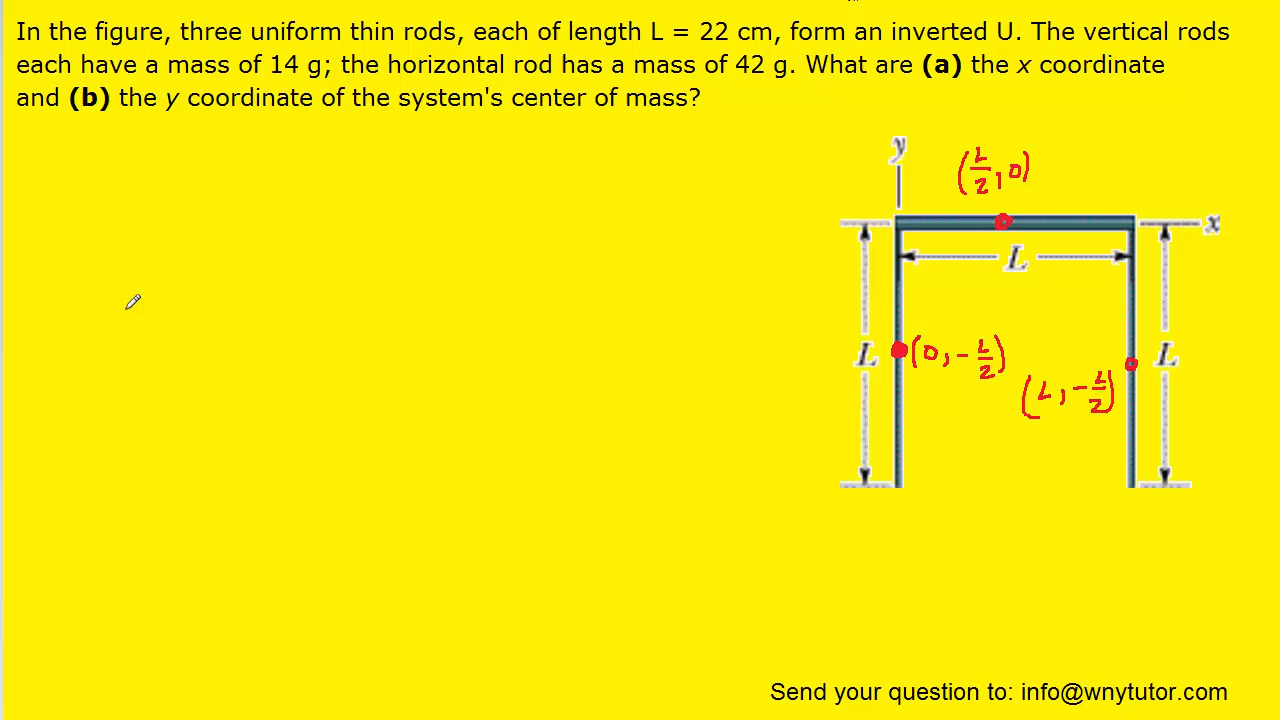 In the figure, three uniform thin rods, each of length L = 22 cm, form an inverted U. The vertical rods
each have a mass of 14 g; the horizontal rod has a mass of 42 g. What are (a) the x coordinate
and (b) the y coordinate of the system's center of mass?
y
(L/2, 0)
x
L
L
(0, -L/2)
L
(L, -L/2)
Send your question to: info@wnytutor.com